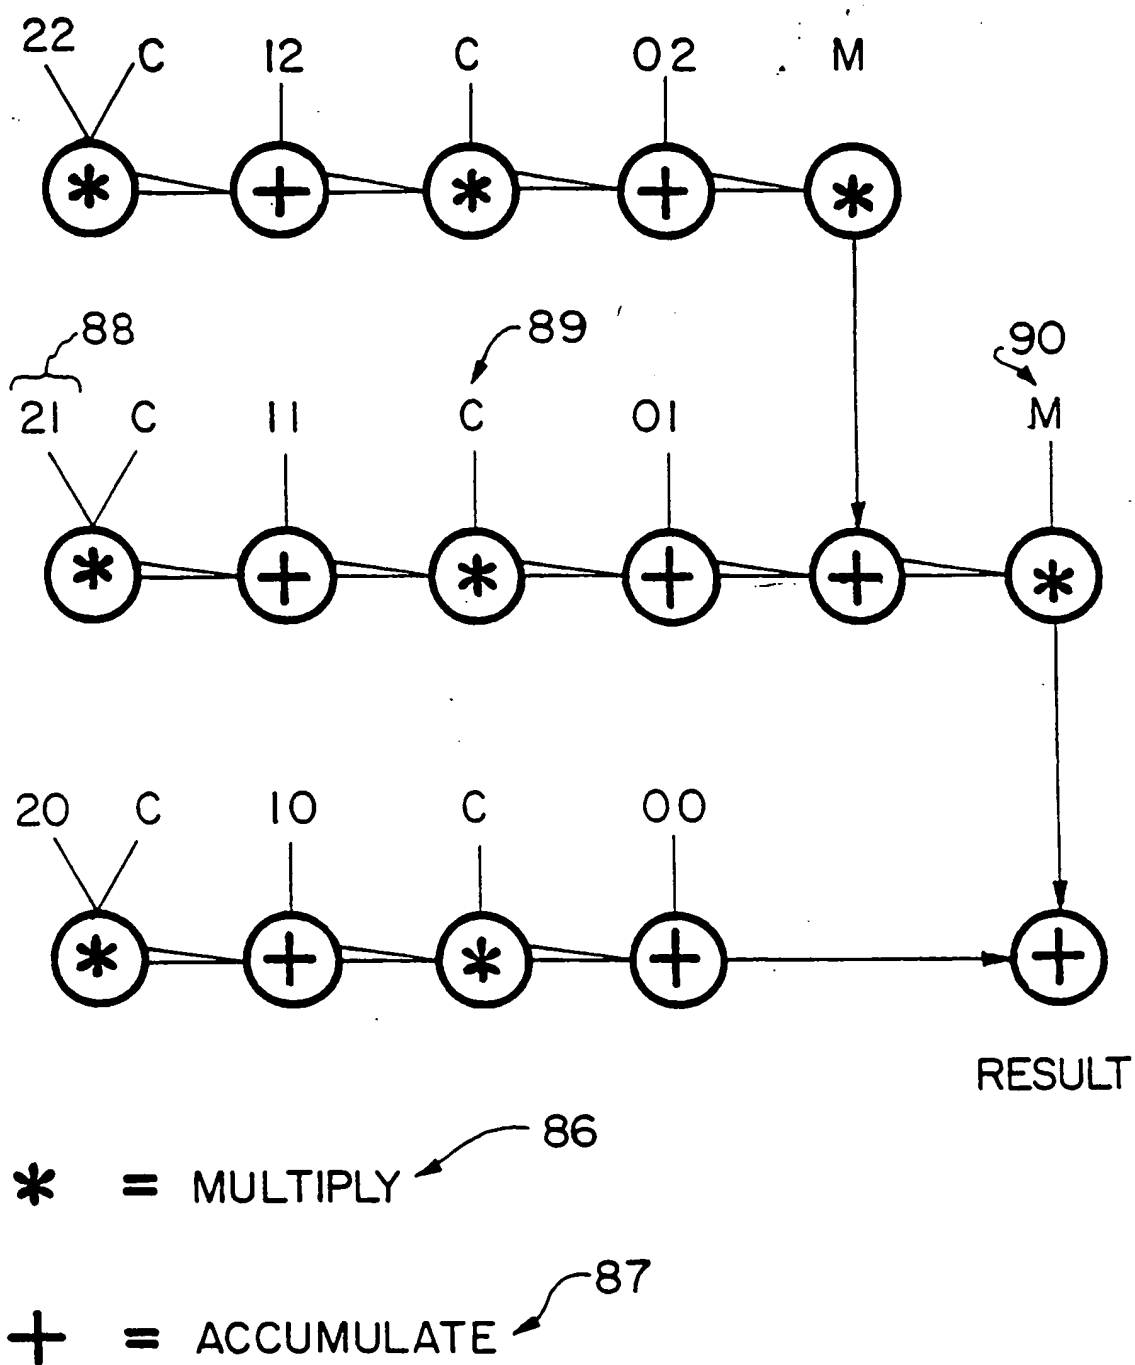 22 C 12 C 02 M
* + * + *
88 89 90
21 C 11 C 01 M
* + * + + *
20 C 10 C 00
* + * + +
RESULT
86
* = MULTIPLY
87
+ = ACCUMULATE